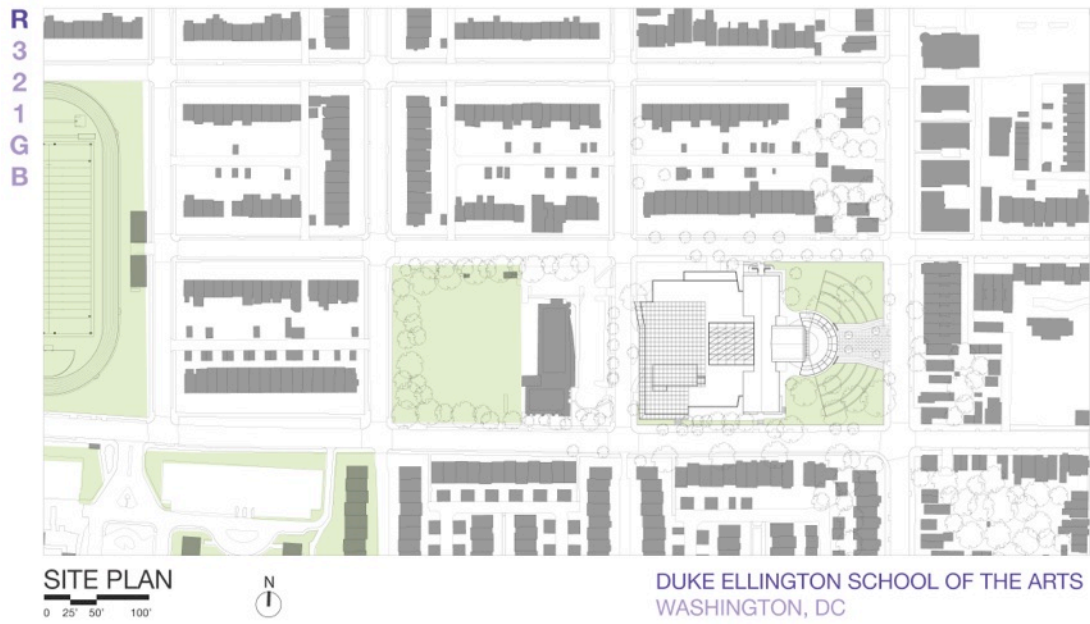 R
3
2
1
G
B
SITE PLAN
0 25' 50' 100'
N
DUKE ELLINGTON SCHOOL OF THE ARTS
WASHINGTON, DC